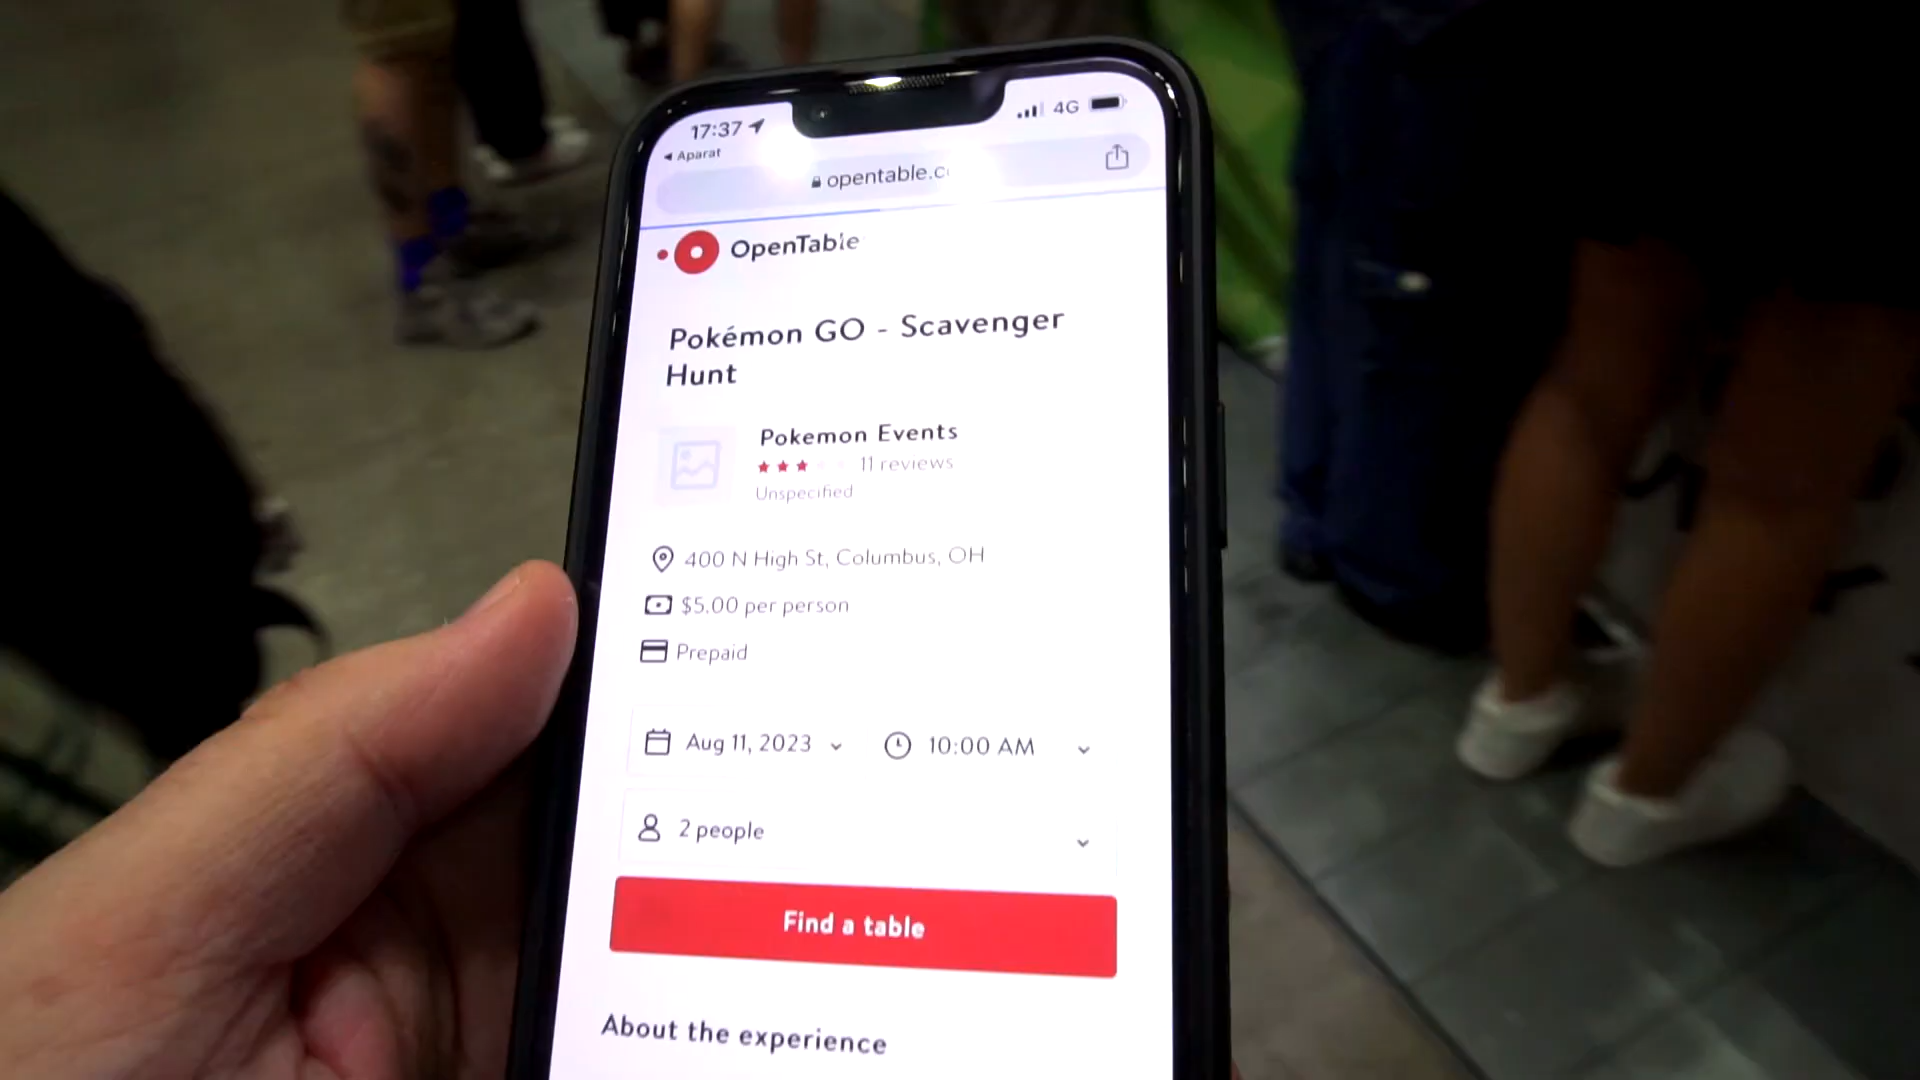 17:37
4G
Aparat
opentable.c
OpenTable
Pokémon GO - Scavenger
Hunt
Pokemon Events
11 reviews
Unspecified
400 N High St, Columbus, OH
$5.00 per person
Prepaid
Aug 11, 2023
10:00 AM
2 people
Find a table
About the experience